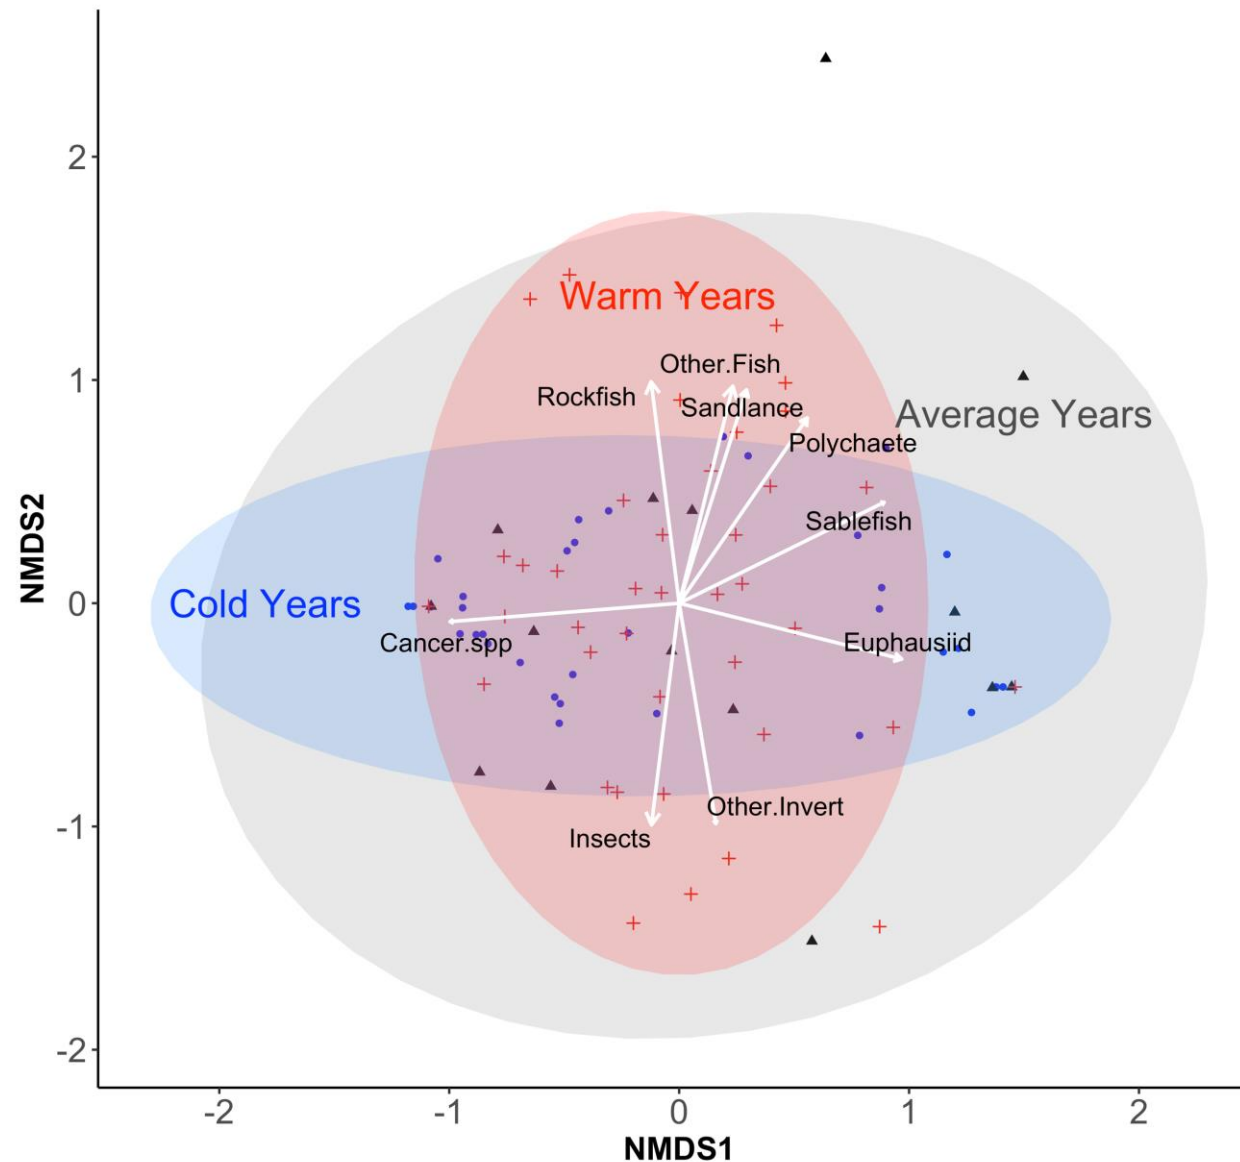 2
Warm Years
Other.Fish
Rockfish
Sandlance
Average Years
1
Polychaete
Sablefish
NMDS2
0
Cold Years
Cancer.spp
Euphausiid
Other.Invert
-1
Insects
-2
-2 -1 0 1 2
NMDS1